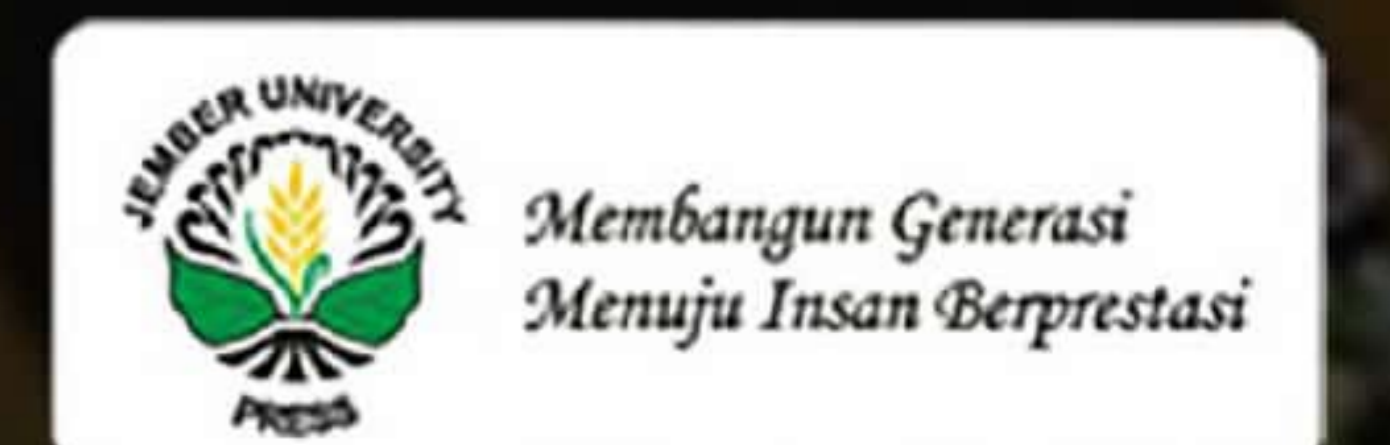 JEMBER UNIVERSITY
PRESS
Membangun Generasi
Menuju Insan Berprestasi